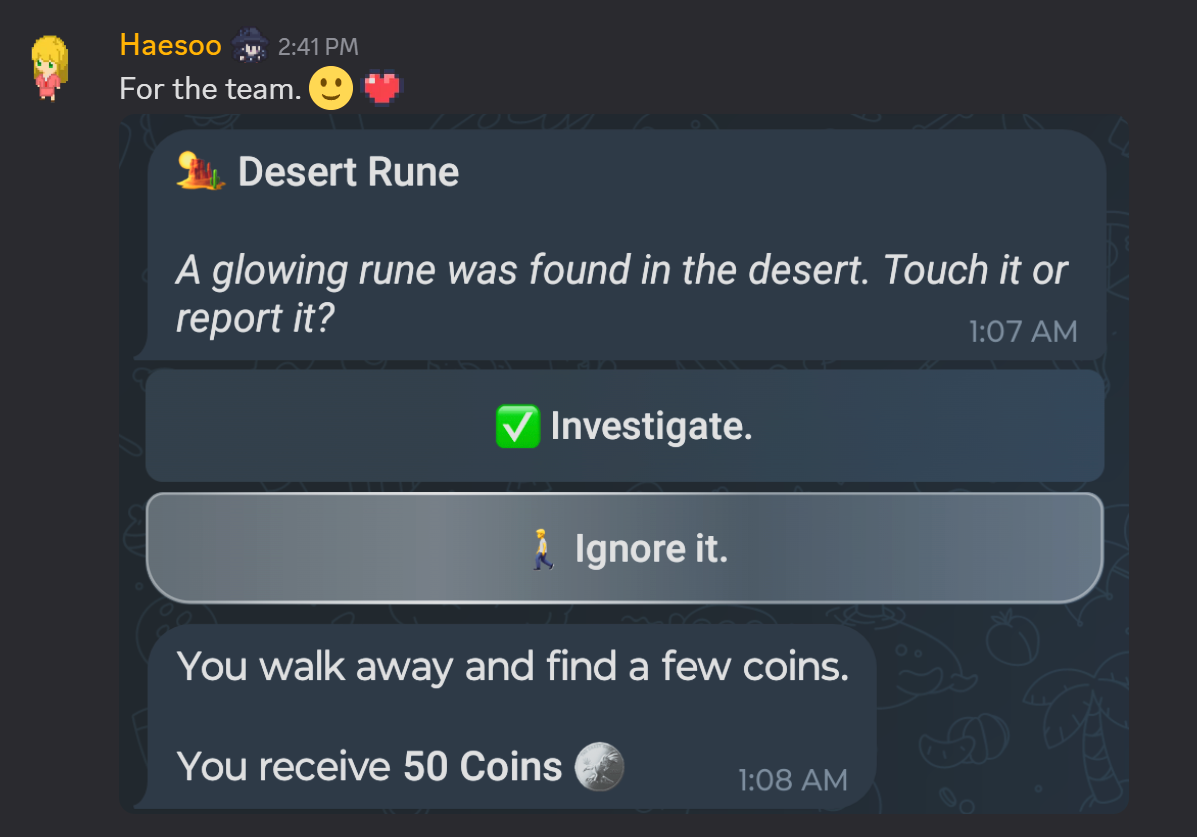 Haesoo 2:41 PM
For the team. 🙂 ❤️
🏜️ Desert Rune
A glowing rune was found in the desert. Touch it or
report it?
1:07 AM
✅ Investigate.
🚶 Ignore it.
You walk away and find a few coins.
You receive 50 Coins
1:08 AM